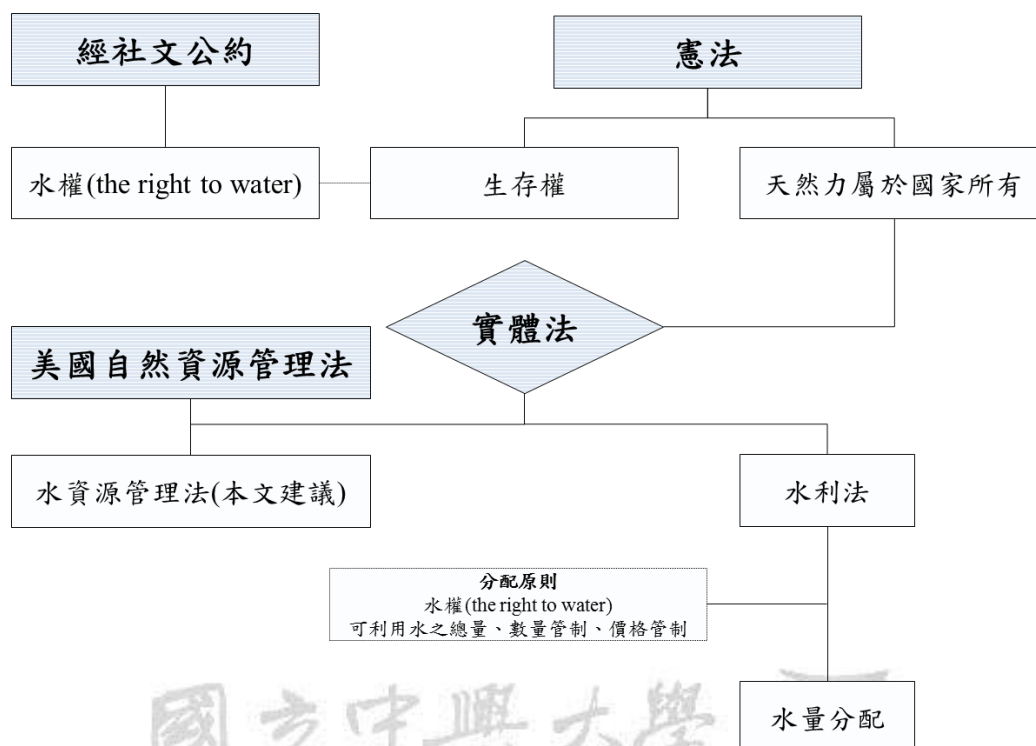 經社文公約
憲法
水權(the right to water)
生存權
天然力屬於國家所有
實體法
美國自然資源管理法
水資源管理法(本文建議)
水利法
分配原則
水權(the right to water)
可利用水之總量、數量管制、價格管制
水量分配
國立中興大學